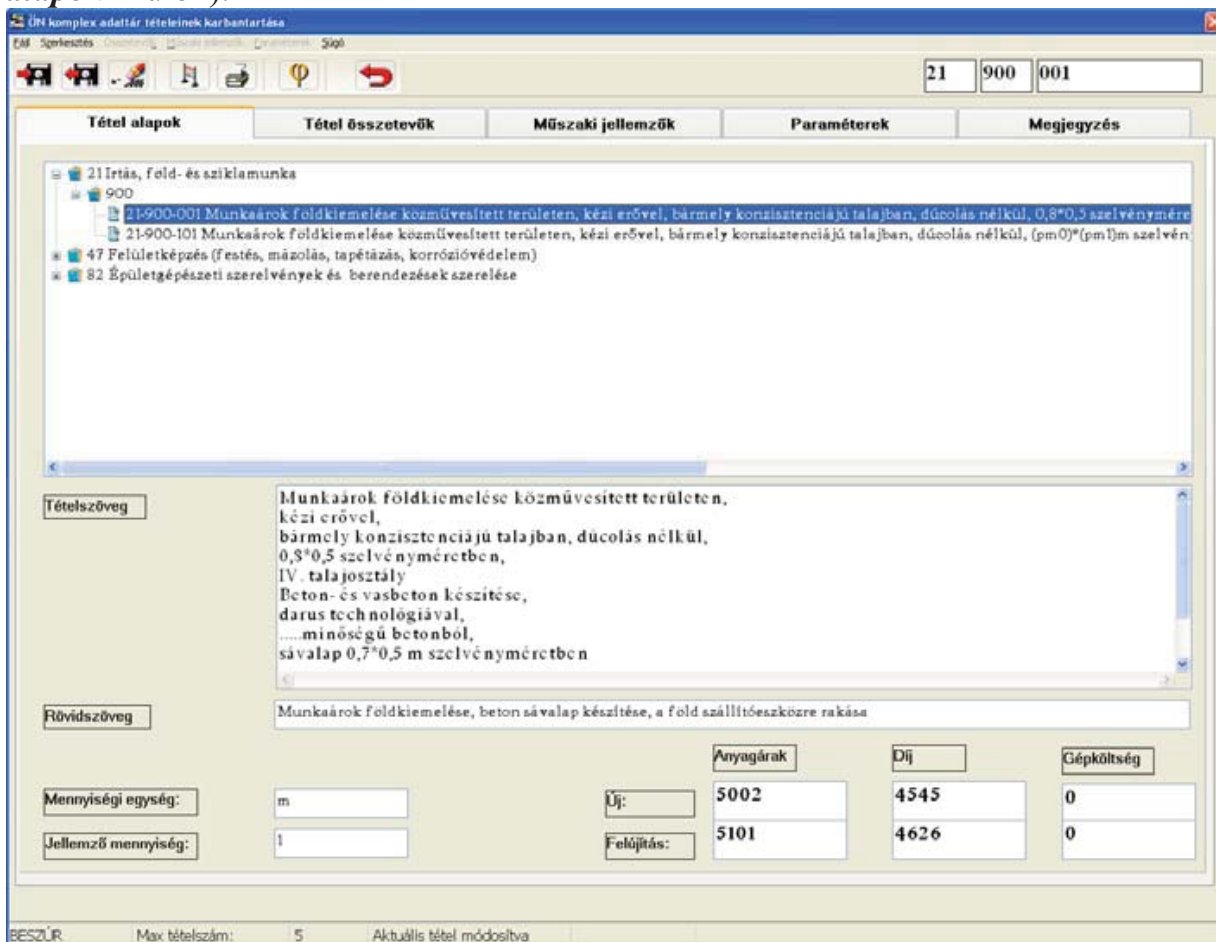 ÖN komplex adattár tételeinek karbantartása
Fájl Szerkesztés Összetevők Műszaki jellemzők Paraméterek Súgó
21 900 001
Tétel alapok Tétel összetevők Műszaki jellemzők Paraméterek Megjegyzés
21 Irtás, föld- és sziklamunka
900
21-900-001 Munkaárok földkiemelése közművesített területen, kézi erővel, bármely konzisztenciájú talajban, dúcolás nélkül, 0,8*0,5 szelvénymére
21-900-101 Munkaárok földkiemelése közművesített területen, kézi erővel, bármely konzisztenciájú talajban, dúcolás nélkül, (pm0)*(pm1)m szelvén
47 Felületképzés (festés, mázolás, tapétázás, korrózióvédelem)
82 Épületgépészeti szerelvények és berendezések szerelése
Tételszöveg
Munkaárok földkiemelése közművesített területen,
kézi erővel,
bármely konzisztenciájú talajban, dúcolás nélkül,
0,8*0,5 szelvényméretben,
IV. talajosztály
Beton- és vasbeton készítése,
darus technológiával,
.....minőségű betonból,
sávalap 0,7*0,5 m szelvényméretben
Rövidszöveg
Munkaárok földkiemelése, beton sávalap készítése, a föld szállítóeszközre rakása
Anyagárak Díj Gépköltség
Mennyiségi egység: m Új: 5002 4545 0
Jellemző mennyiség: 1 Felújítás: 5101 4626 0
BESZÚR Max tételszám: 5 Aktuális tétel módosítva